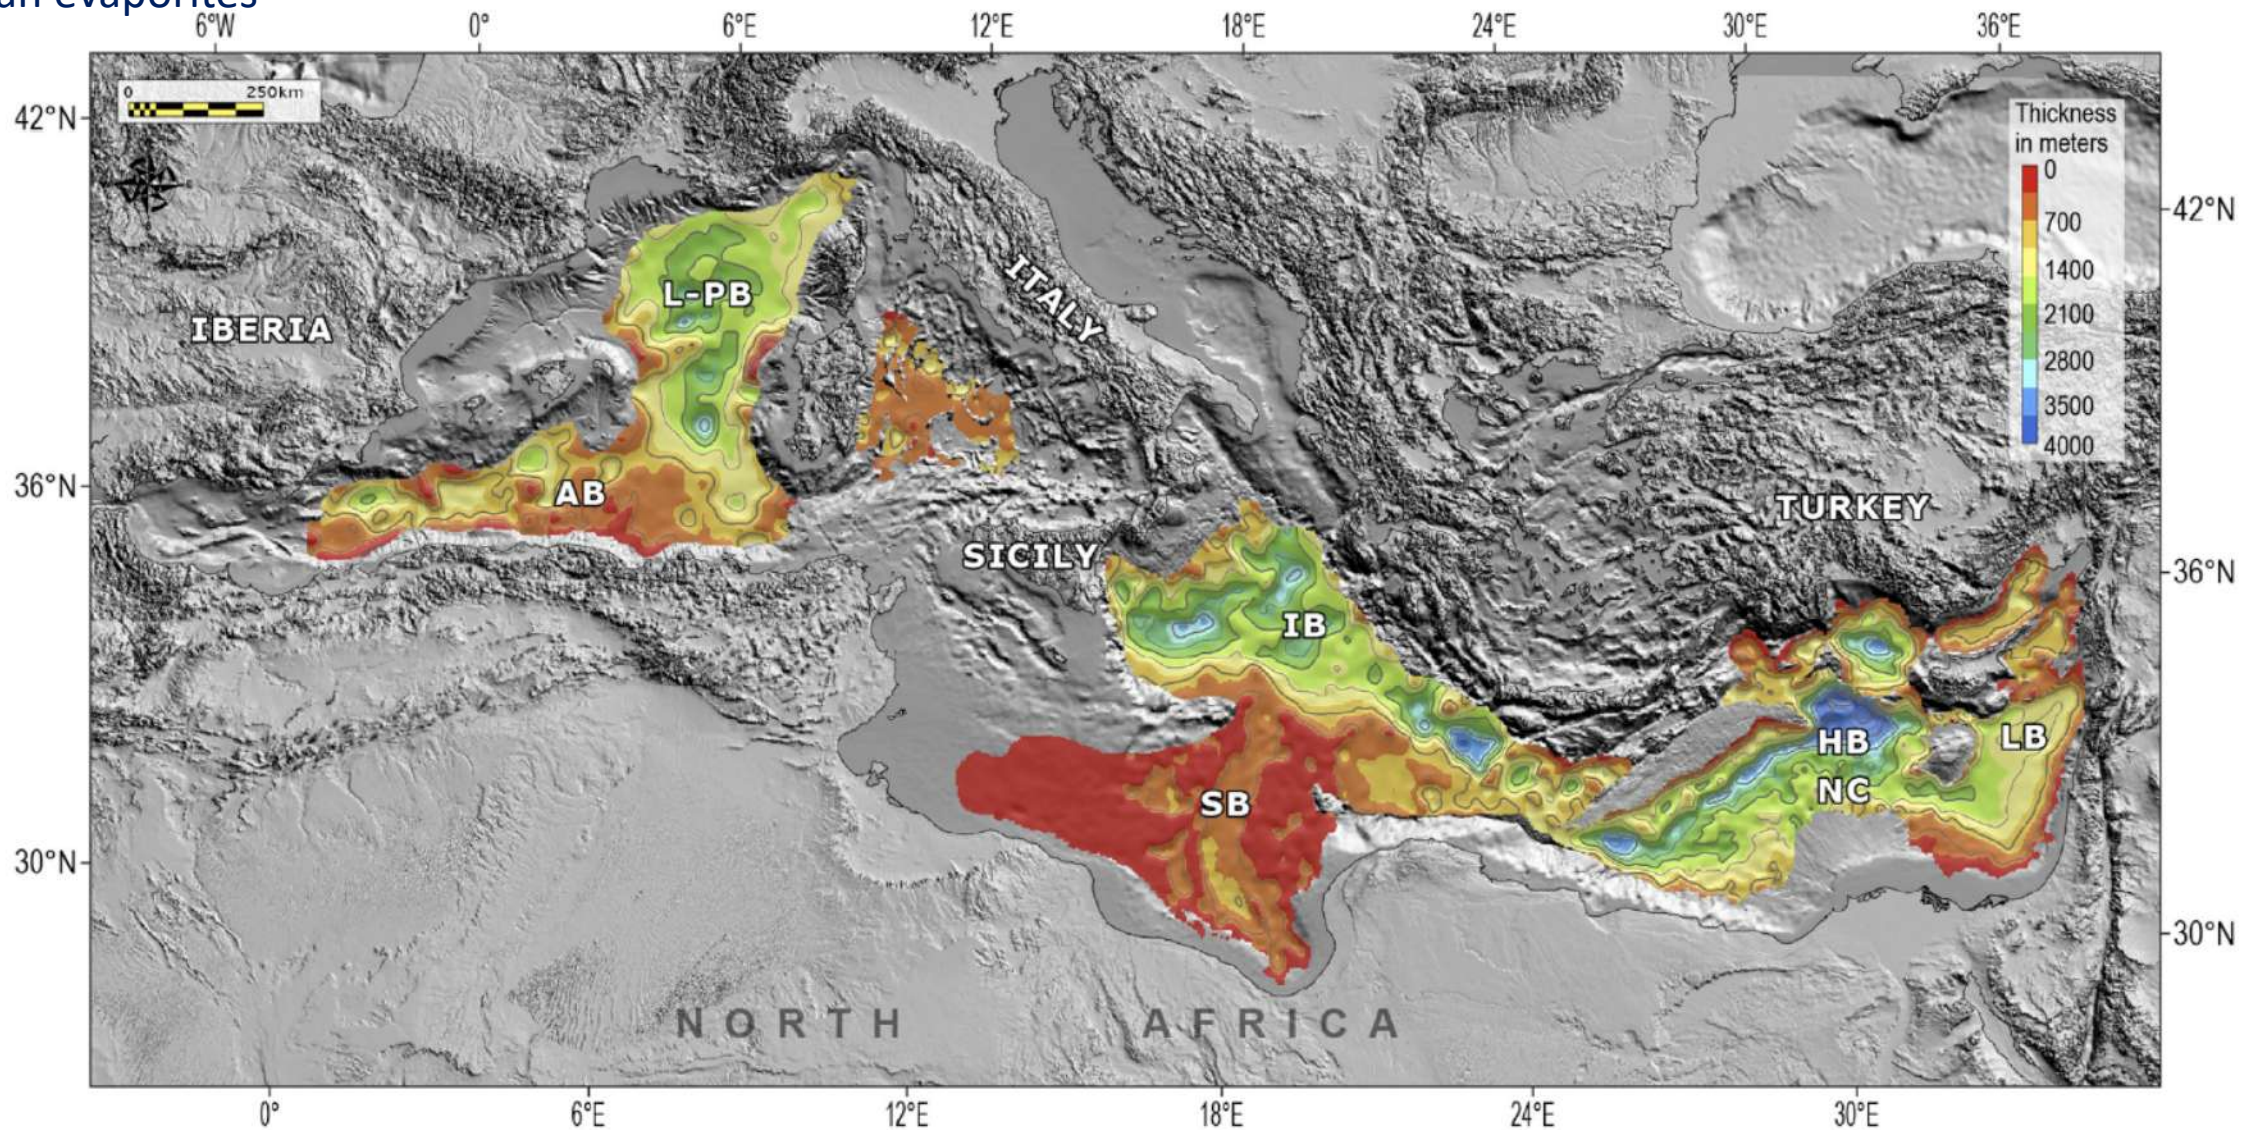 an evaporites
6°W 0° 6°E 12°E 18°E 24°E 30°E 36°E
0 250km
42°N
Thickness
in meters
0
700
1400
2100
2800
3500
4000
42°N
L-PB
ITALY
IBERIA
36°N
AB
TURKEY
SICILY
36°N
IB
HB
LB
NC
SB
30°N
30°N
NORTH AFRICA
0° 6°E 12°E 18°E 24°E 30°E